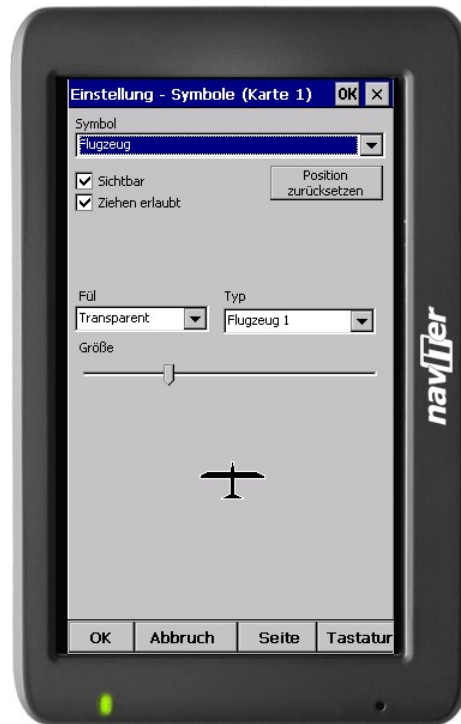 Einstellung - Symbole (Karte 1) OK ×
Symbol
Flugzeug
Sichtbar
Position
zurücksetzen
Ziehen erlaubt
Fül
Typ
Transparent
Flugzeug 1
Größe
naviter
OK Abbruch Seite Tastatur